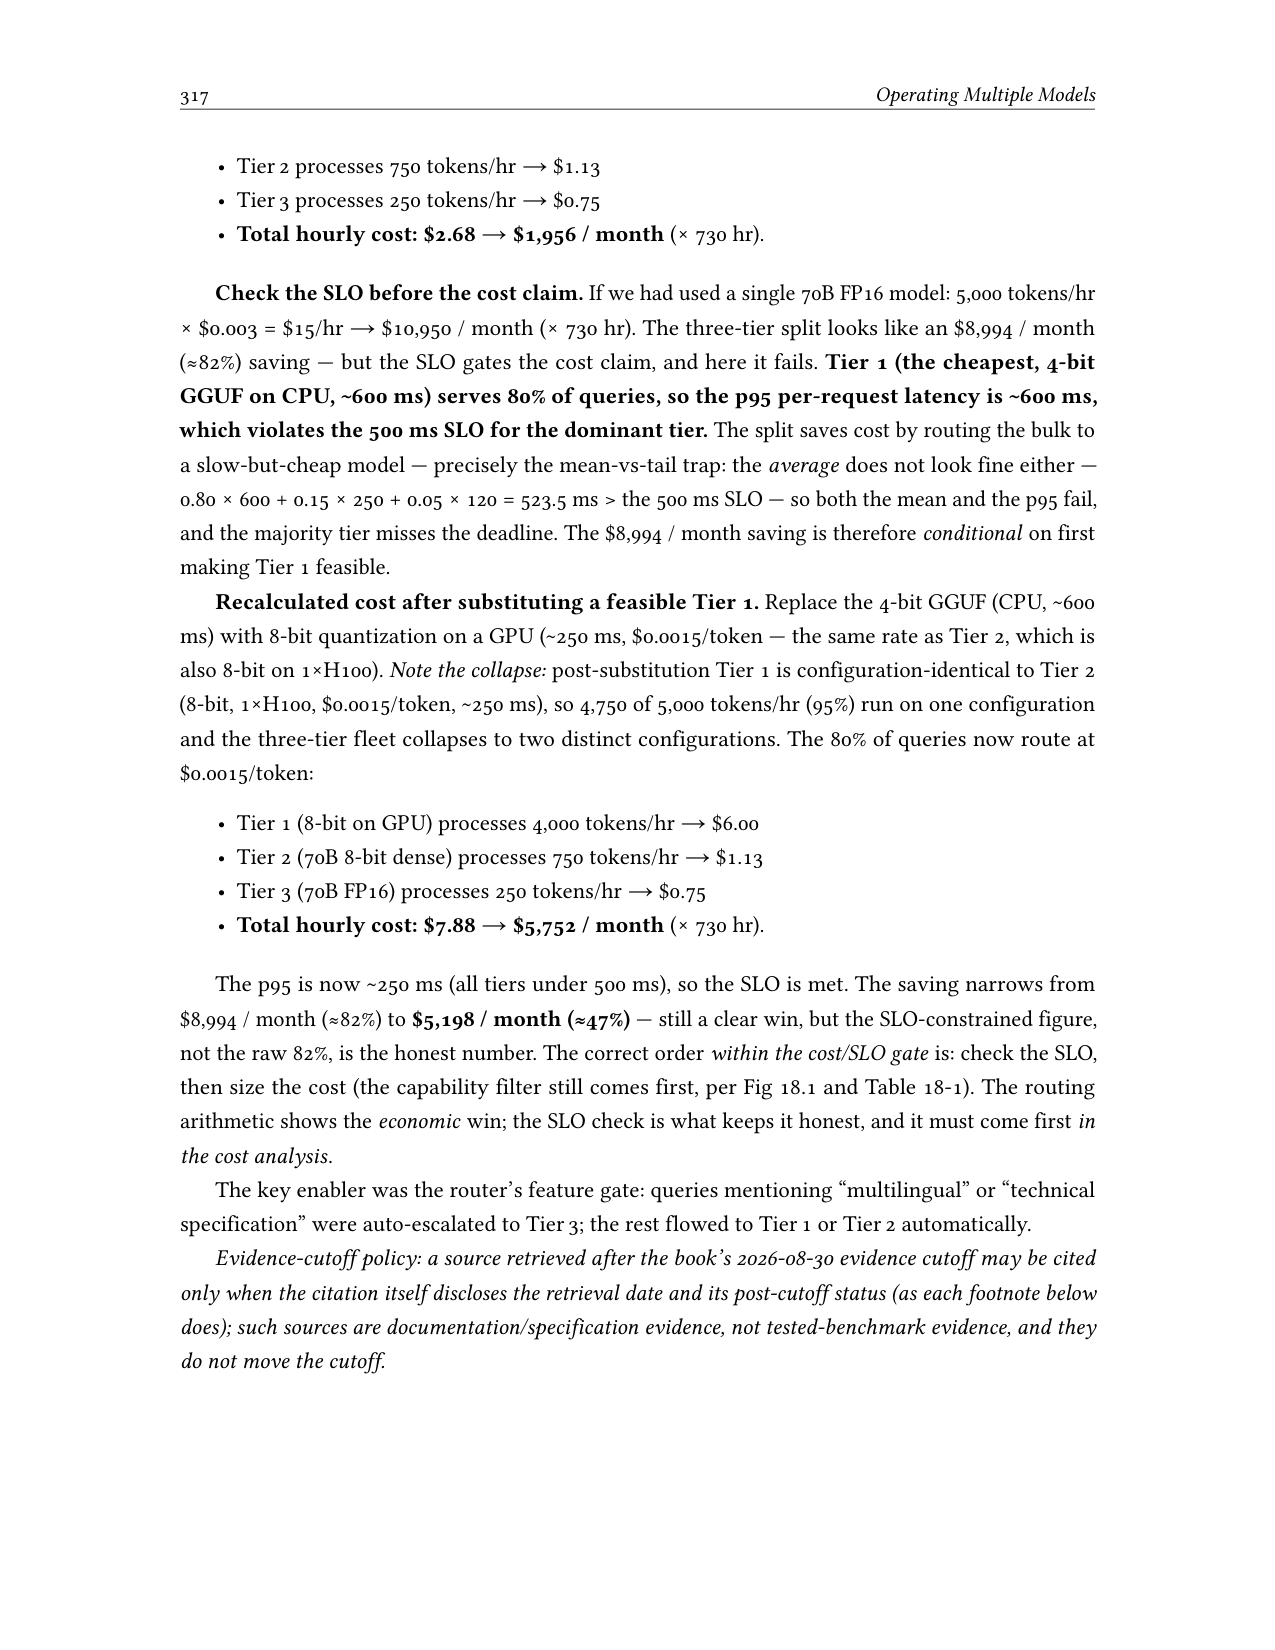 317 Operating Multiple Models
• Tier 2 processes 750 tokens/hr ⟶ $1.13
• Tier 3 processes 250 tokens/hr ⟶ $0.75
• Total hourly cost: $2.68 ⟶ $1,956 / month (× 730 hr).
Check the SLO before the cost claim. If we had used a single 70B FP16 model: 5,000 tokens/hr
× $0.003 = $15/hr ⟶ $10,950 / month (× 730 hr). The three-tier split looks like an $8,994 / month
(≈82%) saving — but the SLO gates the cost claim, and here it fails. Tier 1 (the cheapest, 4-bit
GGUF on CPU, ~600 ms) serves 80% of queries, so the p95 per-request latency is ~600 ms,
which violates the 500 ms SLO for the dominant tier. The split saves cost by routing the bulk to
a slow-but-cheap model — precisely the mean-vs-tail trap: the average does not look fine either —
0.80 × 600 + 0.15 × 250 + 0.05 × 120 = 523.5 ms > the 500 ms SLO — so both the mean and the p95 fail,
and the majority tier misses the deadline. The $8,994 / month saving is therefore conditional on first
making Tier 1 feasible.
Recalculated cost after substituting a feasible Tier 1. Replace the 4-bit GGUF (CPU, ~600
ms) with 8-bit quantization on a GPU (~250 ms, $0.0015/token — the same rate as Tier 2, which is
also 8-bit on 1×H100). Note the collapse: post-substitution Tier 1 is configuration-identical to Tier 2
(8-bit, 1×H100, $0.0015/token, ~250 ms), so 4,750 of 5,000 tokens/hr (95%) run on one configuration
and the three-tier fleet collapses to two distinct configurations. The 80% of queries now route at
$0.0015/token:
• Tier 1 (8-bit on GPU) processes 4,000 tokens/hr ⟶ $6.00
• Tier 2 (70B 8-bit dense) processes 750 tokens/hr ⟶ $1.13
• Tier 3 (70B FP16) processes 250 tokens/hr ⟶ $0.75
• Total hourly cost: $7.88 ⟶ $5,752 / month (× 730 hr).
The p95 is now ~250 ms (all tiers under 500 ms), so the SLO is met. The saving narrows from
$8,994 / month (≈82%) to $5,198 / month (≈47%) — still a clear win, but the SLO-constrained figure,
not the raw 82%, is the honest number. The correct order within the cost/SLO gate is: check the SLO,
then size the cost (the capability filter still comes first, per Fig 18.1 and Table 18-1). The routing
arithmetic shows the economic win; the SLO check is what keeps it honest, and it must come first in
the cost analysis.
The key enabler was the router’s feature gate: queries mentioning “multilingual” or “technical
specification” were auto-escalated to Tier 3; the rest flowed to Tier 1 or Tier 2 automatically.
Evidence-cutoff policy: a source retrieved after the book’s 2026-08-30 evidence cutoff may be cited
only when the citation itself discloses the retrieval date and its post-cutoff status (as each footnote below
does); such sources are documentation/specification evidence, not tested-benchmark evidence, and they
do not move the cutoff.